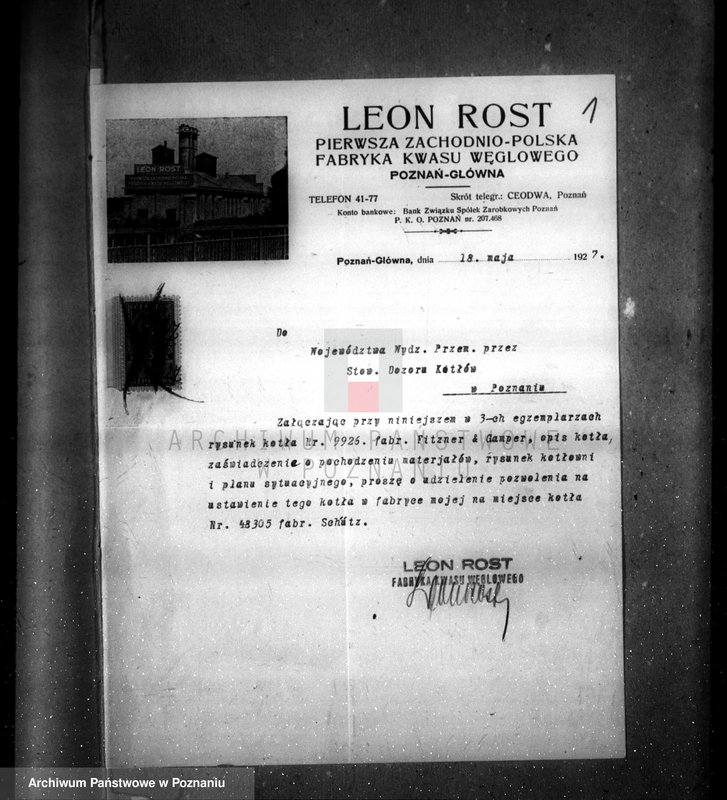 1
LEON ROST
PIERWSZA ZACHODNIO-POLSKA
FABRYKA KWASU WĘGLOWEGO
POZNAŃ-GŁÓWNA
TELEFON 41-77 Skrót telegr.: CEODWA, Poznań
Konto bankowe: Bank Związku Spółek Zarobkowych Poznań
P. K. O. POZNAŃ nr. 207.468
LEON ROST
Poznań-Główna, dnia 18. maja 1927.
Do
Województwa Wydz. Przem. przez
Stow. Dozoru Kotłów
w Poznaniu
Załączając przy niniejszem w 3-ch egzemplarzach
rysunek kotła Nr. 9926. fabr. Fitzner & Gamper, opis kotła,
zaświadczenie o pochodzeniu materjałów, rysunek kotłowni
i planu sytuacyjnego, proszę o udzielenie pozwolenia na
ustawienie tego kotła w fabryce mojej na miejsce kotła
Nr. 48305 fabr. Schütz.
LEON ROST
FABRYKA KWASU WĘGLOWEGO
ARCHIWUM PAŃSTWOWE
W POZNANIU
Archiwum Państwowe w Poznaniu